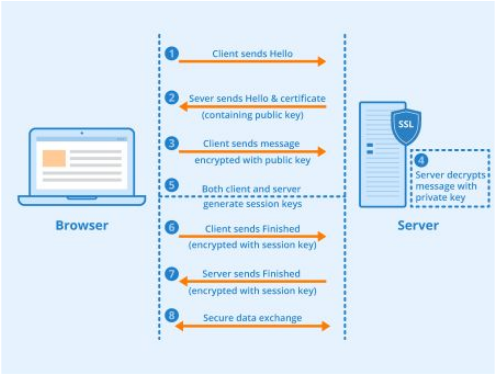 1
Client sends Hello
2
Sever sends Hello & certificate
(containing public key)
3
Client sends message
encrypted with public key
SSL
4
Server decrypts
message with
private key
5
Both client and server
generate session keys
Browser
Server
6
Client sends Finished
(encrypted with session key)
7
Server sends Finished
(encrypted with session key)
8
Secure data exchange